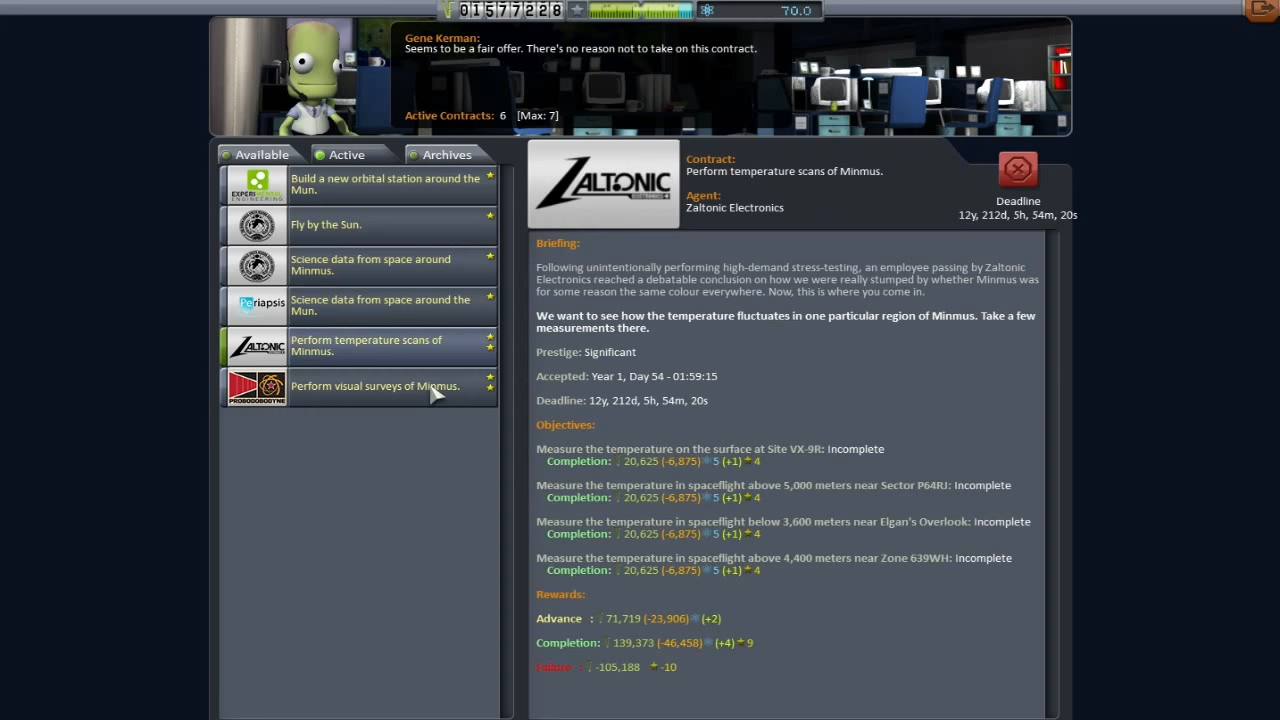 01577228
70.0
Gene Kerman:
Seems to be a fair offer. There's no reason not to take on this contract.
Active Contracts: 6 [Max: 7]
Available
Active
Archives
EXPERIMENTAL
ENGINEERING
Build a new orbital station around the
Mun.
Fly by the Sun.
Science data from space around
Minmus.
Periapsis
Science data from space around the
Mun.
ZALTONIC
Perform temperature scans of
Minmus.
PROBODOBODYNE
Perform visual surveys of Minmus.
ZALTONIC
ELECTRONICS
Contract:
Perform temperature scans of Minmus.
Agent:
Zaltonic Electronics
Deadline
12y, 212d, 5h, 54m, 20s
Briefing:
Following unintentionally performing high-demand stress-testing, an employee passing by Zaltonic
Electronics reached a debatable conclusion on how we were really stumped by whether Minmus was
for some reason the same colour everywhere. Now, this is where you come in.
We want to see how the temperature fluctuates in one particular region of Minmus. Take a few
measurements there.
Prestige: Significant
Accepted: Year 1, Day 54 - 01:59:15
Deadline: 12y, 212d, 5h, 54m, 20s
Objectives:
Measure the temperature on the surface at Site VX-9R: Incomplete
Completion: 20,625 (-6,875) 5 (+1) 4
Measure the temperature in spaceflight above 5,000 meters near Sector P64RJ: Incomplete
Completion: 20,625 (-6,875) 5 (+1) 4
Measure the temperature in spaceflight below 3,600 meters near Elgan's Overlook: Incomplete
Completion: 20,625 (-6,875) 5 (+1) 4
Measure the temperature in spaceflight above 4,400 meters near Zone 639WH: Incomplete
Completion: 20,625 (-6,875) 5 (+1) 4
Rewards:
Advance : 71,719 (-23,906) (+2)
Completion: 139,373 (-46,458) (+4) 9
Failure : -105,188 -10